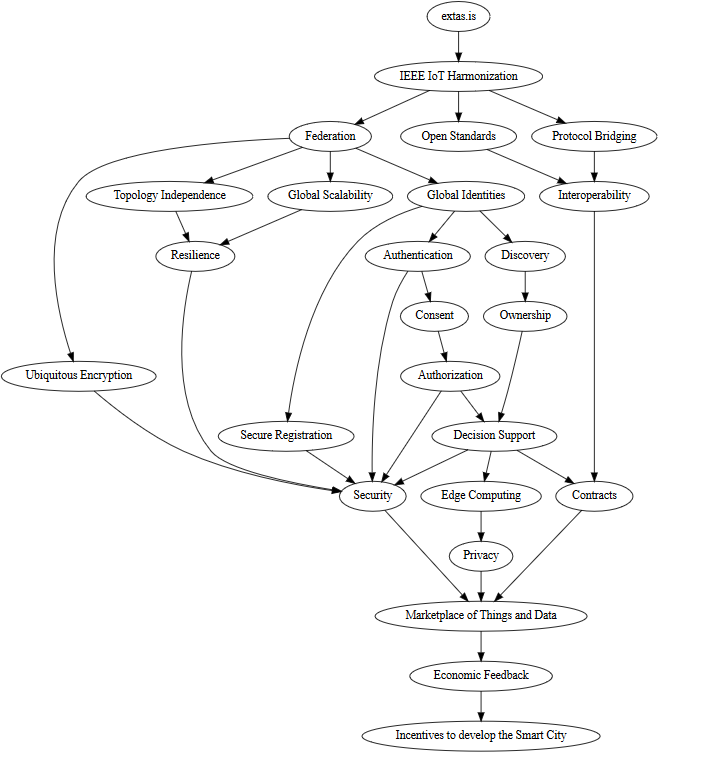 extas.is
IEEE IoT Harmonization
Federation
Open Standards
Protocol Bridging
Topology Independence
Global Scalability
Global Identities
Interoperability
Resilience
Authentication
Discovery
Consent
Ownership
Ubiquitous Encryption
Authorization
Secure Registration
Decision Support
Security
Edge Computing
Contracts
Privacy
Marketplace of Things and Data
Economic Feedback
Incentives to develop the Smart City